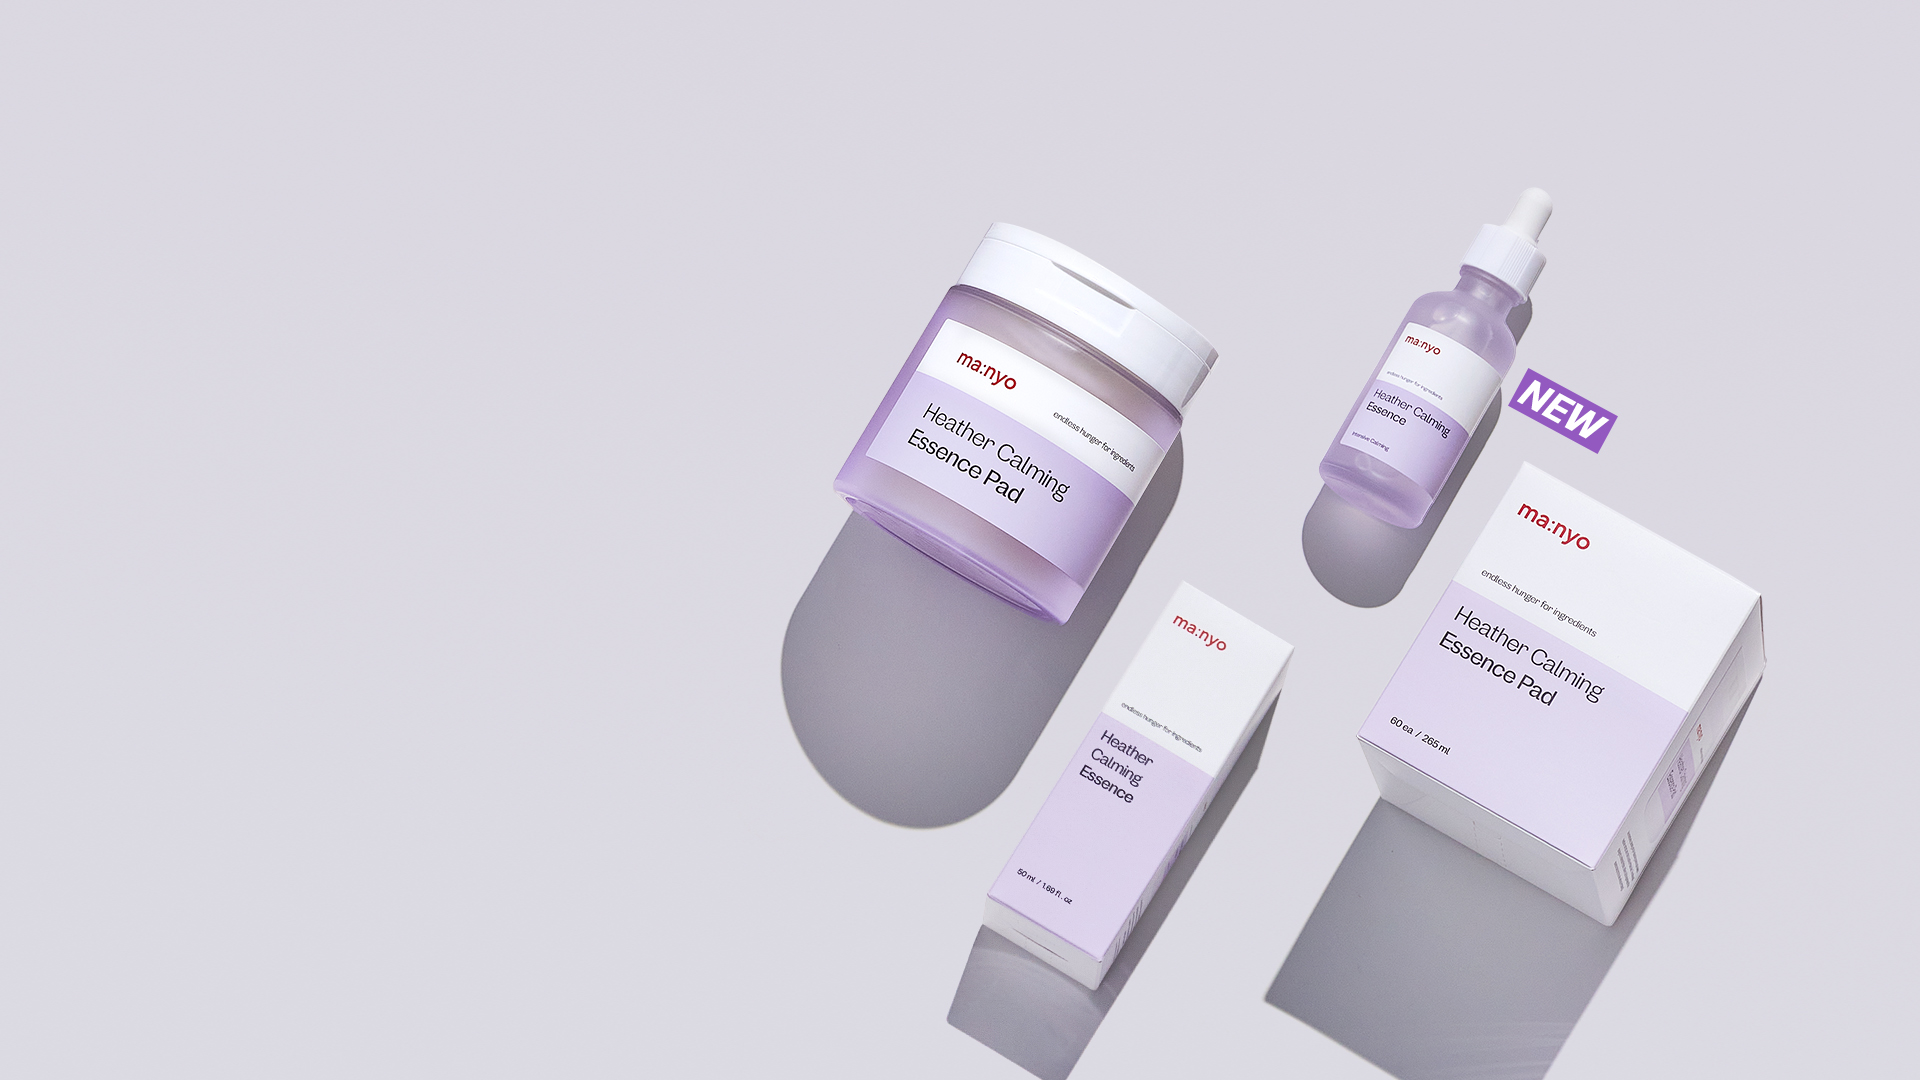 ma:nyo
endless hunger for ingredients
Heather Calming
Essence Pad
ma:nyo
endless hunger for ingredients
Heather Calming
Essence
Intensive Calming
NEW
ma:nyo
endless hunger for ingredients
Heather
Calming
Essence
50 ml / 1.69 fl. oz
ma:nyo
endless hunger for ingredients
Heather Calming
Essence Pad
60 ea / 265 ml